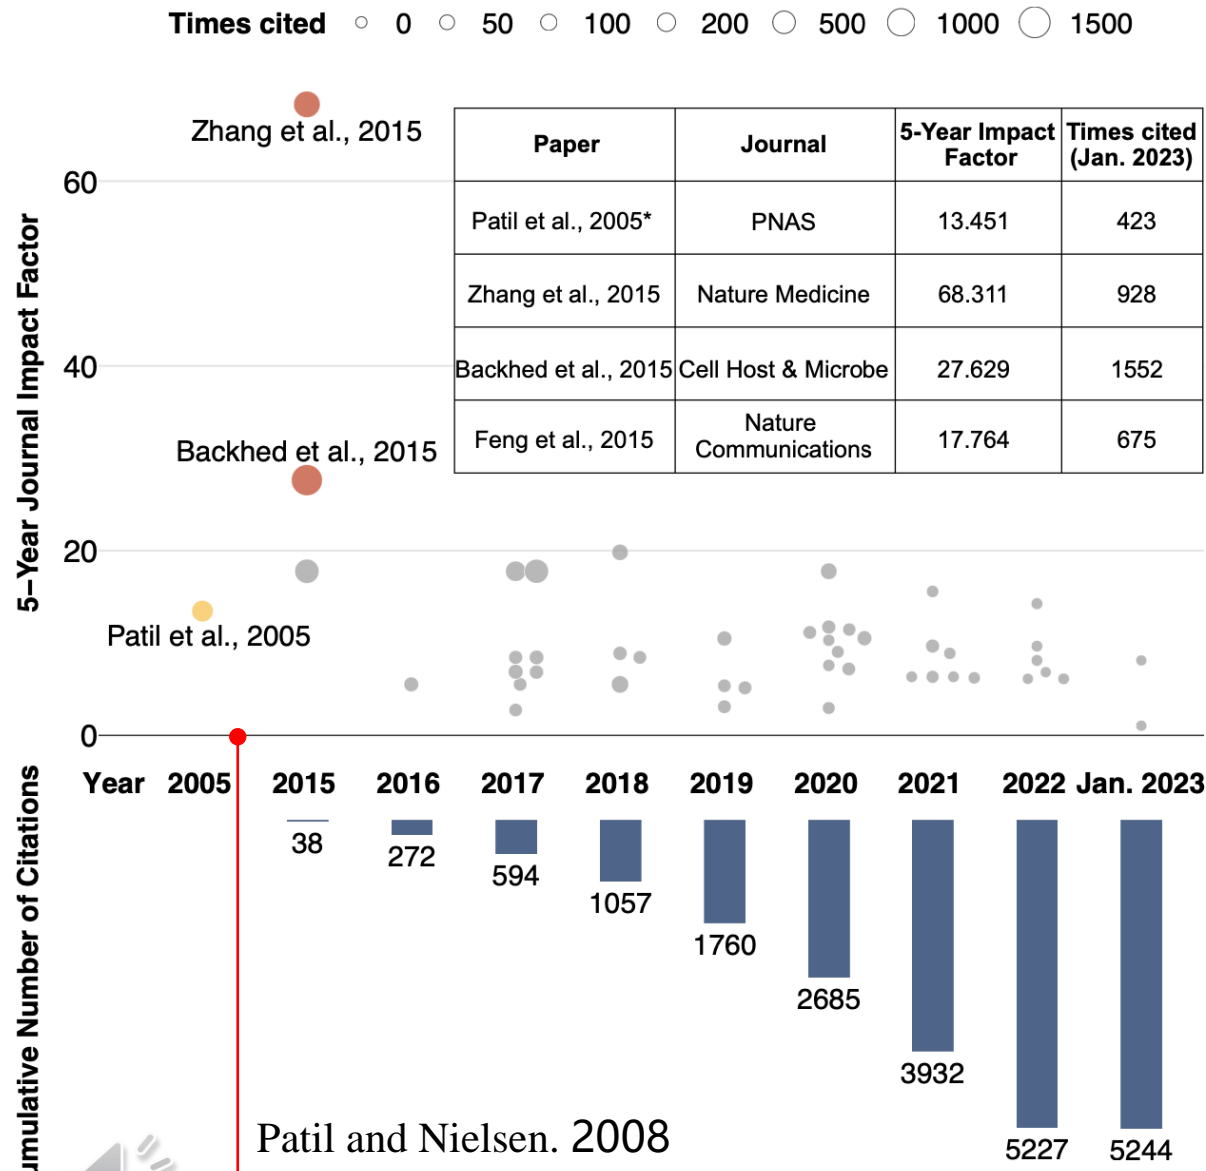 Times cited 0 50 100 200 500 1000 1500
Zhang et al., 2015
Paper Journal 5-Year Impact Factor Times cited (Jan. 2023)
Patil et al., 2005* PNAS 13.451 423
Zhang et al., 2015 Nature Medicine 68.311 928
Backhed et al., 2015 Cell Host & Microbe 27.629 1552
Feng et al., 2015 Nature Communications 17.764 675
5–Year Journal Impact Factor
60
40
20
0
Backhed et al., 2015
Patil et al., 2005
Year 2005 2015 2016 2017 2018 2019 2020 2021 2022 Jan. 2023
umulative Number of Citations
38
272
594
1057
1760
2685
3932
5227
5244
Patil and Nielsen. 2008